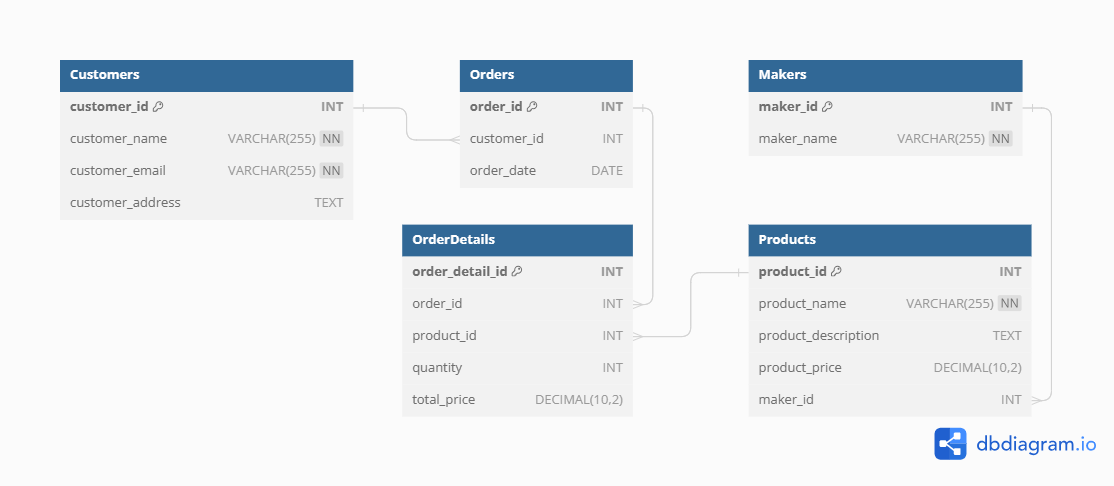 Customers
customer_id INT
customer_name VARCHAR(255) NN
customer_email VARCHAR(255) NN
customer_address TEXT
Orders
order_id INT
customer_id INT
order_date DATE
Makers
maker_id INT
maker_name VARCHAR(255) NN
OrderDetails
order_detail_id INT
order_id INT
product_id INT
quantity INT
total_price DECIMAL(10,2)
Products
product_id INT
product_name VARCHAR(255) NN
product_description TEXT
product_price DECIMAL(10,2)
maker_id INT
dbdiagram.io